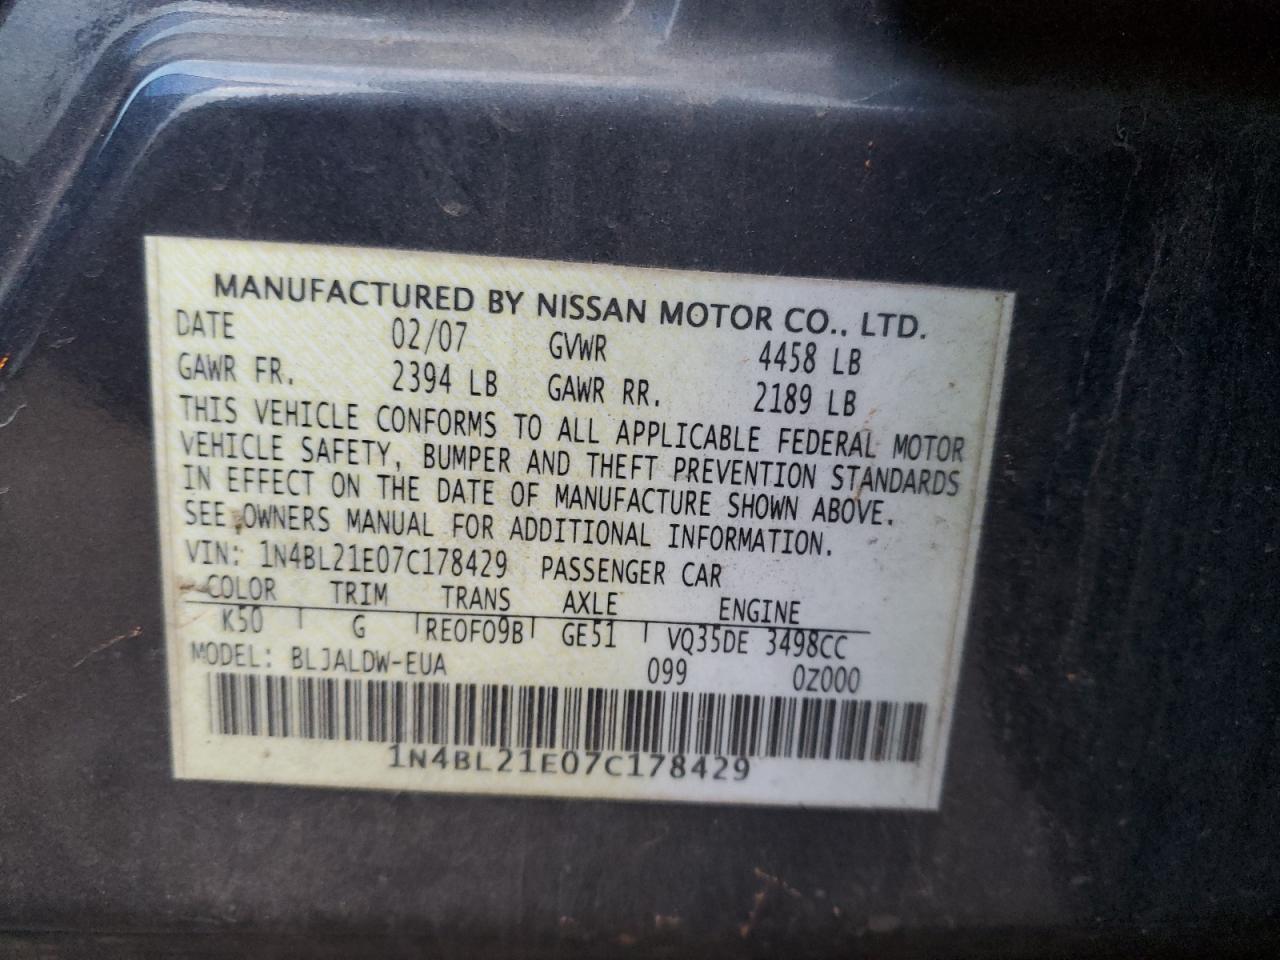 MANUFACTURED BY NISSAN MOTOR CO., LTD.
DATE 02/07 GVWR 4458 LB
GAWR FR. 2394 LB GAWR RR. 2189 LB
THIS VEHICLE CONFORMS TO ALL APPLICABLE FEDERAL MOTOR
VEHICLE SAFETY, BUMPER AND THEFT PREVENTION STANDARDS
IN EFFECT ON THE DATE OF MANUFACTURE SHOWN ABOVE.
SEE OWNERS MANUAL FOR ADDITIONAL INFORMATION.
VIN: 1N4BL21E07C178429 PASSENGER CAR
COLOR TRIM TRANS AXLE ENGINE
K50 G RE0F09B GE51 VQ35DE 3498CC
MODEL: BLJALDW-EUA 099 0Z000
1N4BL21E07C178429